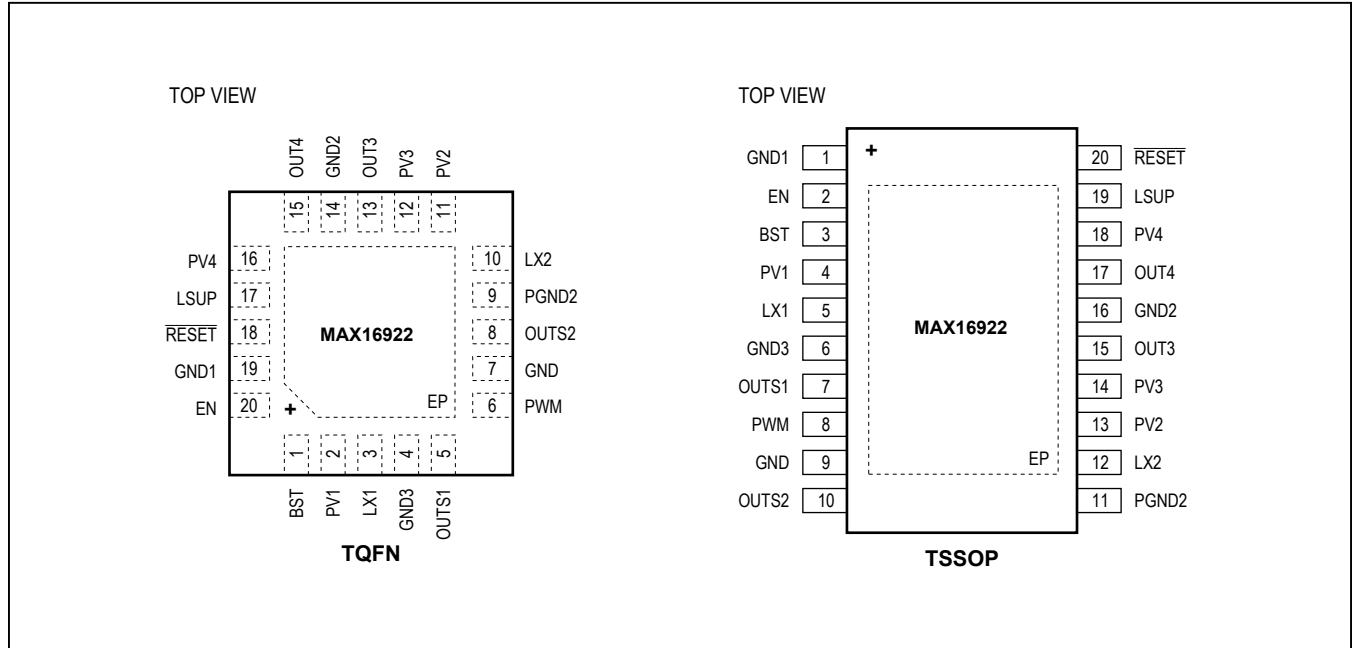 TOP VIEW
OUT4 GND2 OUT3 PV3 PV2
15 14 13 12 11
PV4 16
LSUP 17
RESET 18
GND1 19
EN 20
10 LX2
9 PGND2
8 OUTS2
7 GND
6 PWM
MAX16922
EP
+
1 2 3 4 5
BST PV1 LX1 GND3 OUTS1
TQFN
TOP VIEW
+
GND1 1
EN 2
BST 3
PV1 4
LX1 5
GND3 6
OUTS1 7
PWM 8
GND 9
OUTS2 10
MAX16922
EP
20 RESET
19 LSUP
18 PV4
17 OUT4
16 GND2
15 OUT3
14 PV3
13 PV2
12 LX2
11 PGND2
TSSOP